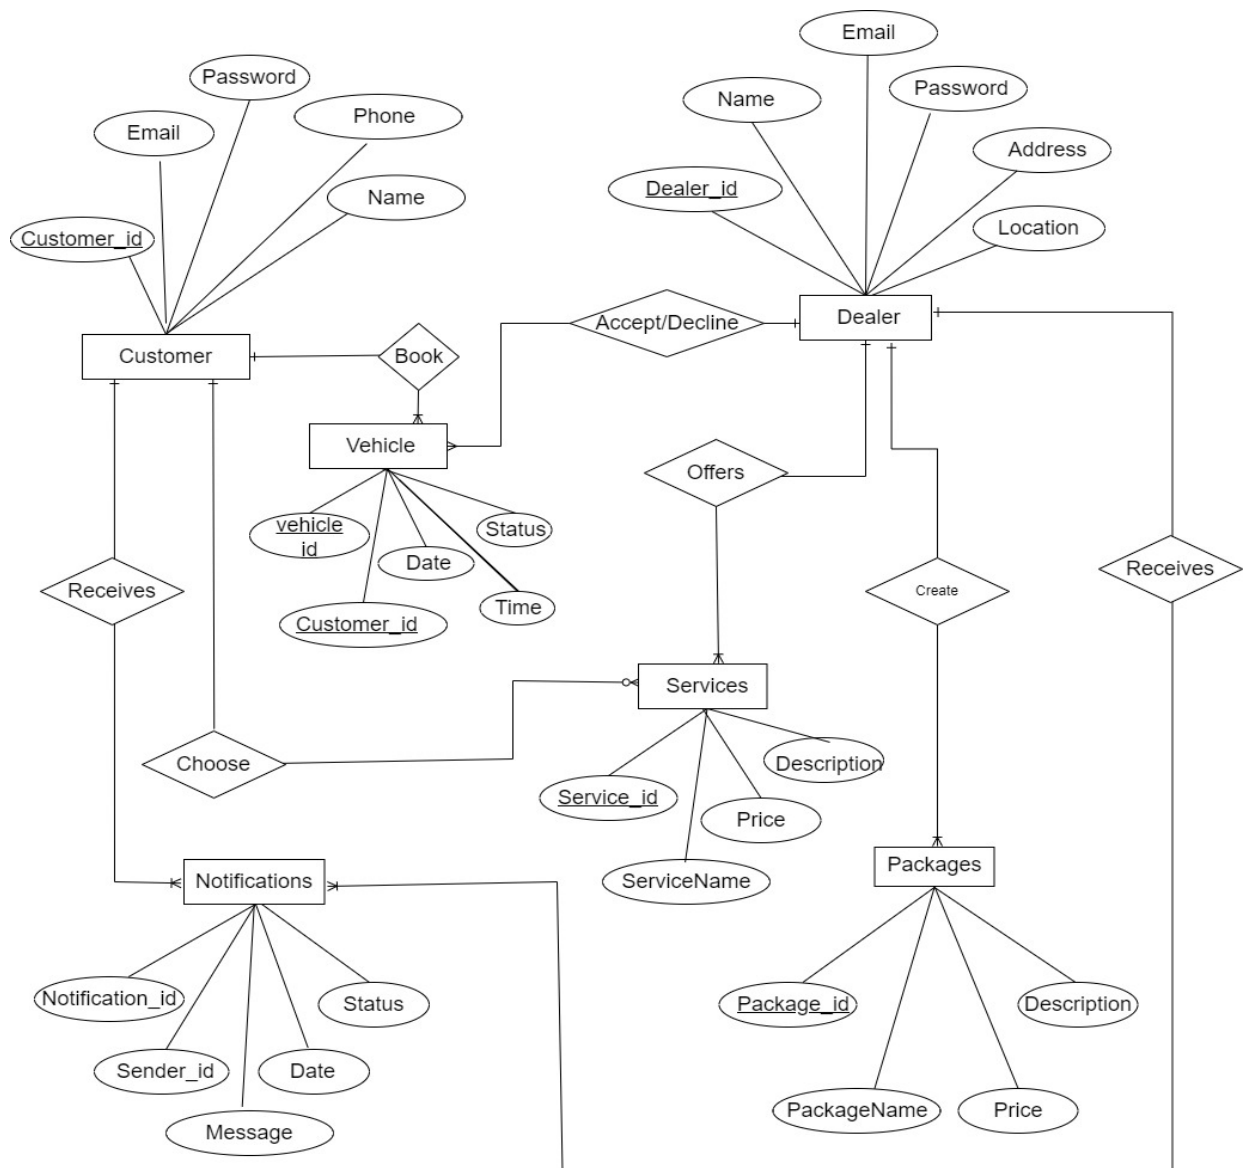 Email
Password
Name
Password
Phone
Email
Address
Dealer_id
Name
Location
Customer_id
Dealer
Accept/Decline
Customer
Book
Vehicle
Offers
vehicle
id
Status
Date
Receives
Receives
Create
Time
Customer_id
Services
Choose
Description
Service_id
Price
Packages
Notifications
ServiceName
Notification_id
Status
Package_id
Description
Sender_id
Date
PackageName
Price
Message